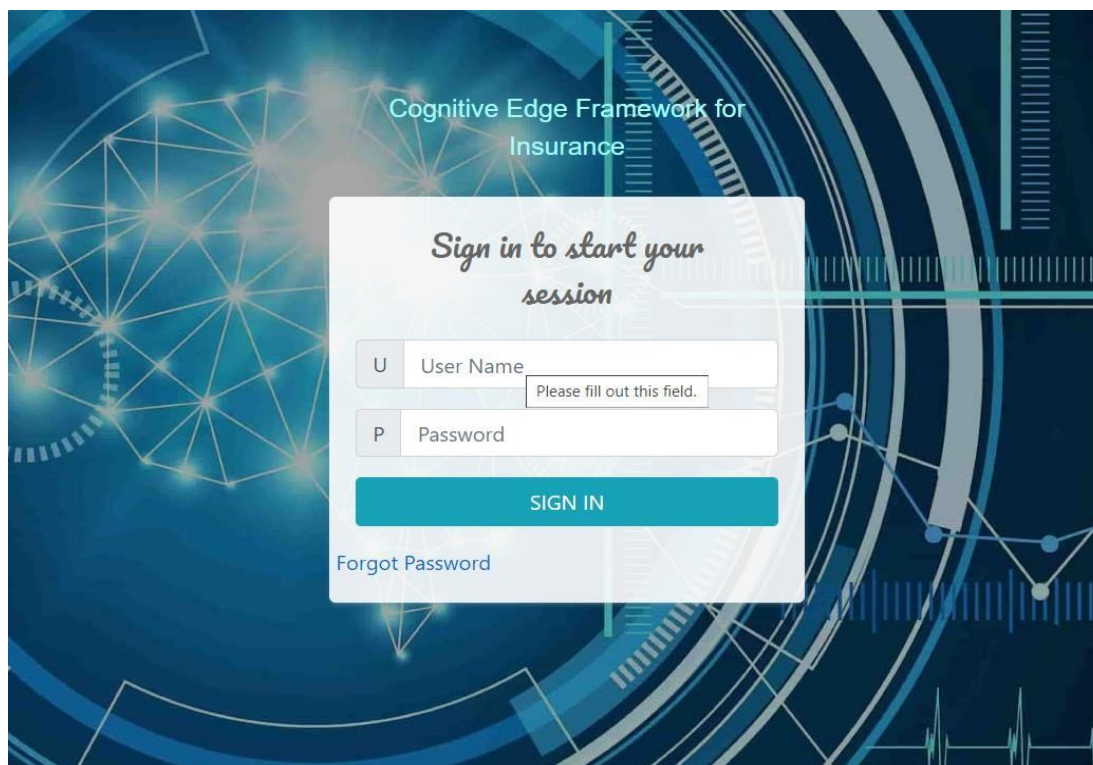 Cognitive Edge Framework for
Insurance
Sign in to start your
session
U User Name
Please fill out this field.
P Password
SIGN IN
Forgot Password